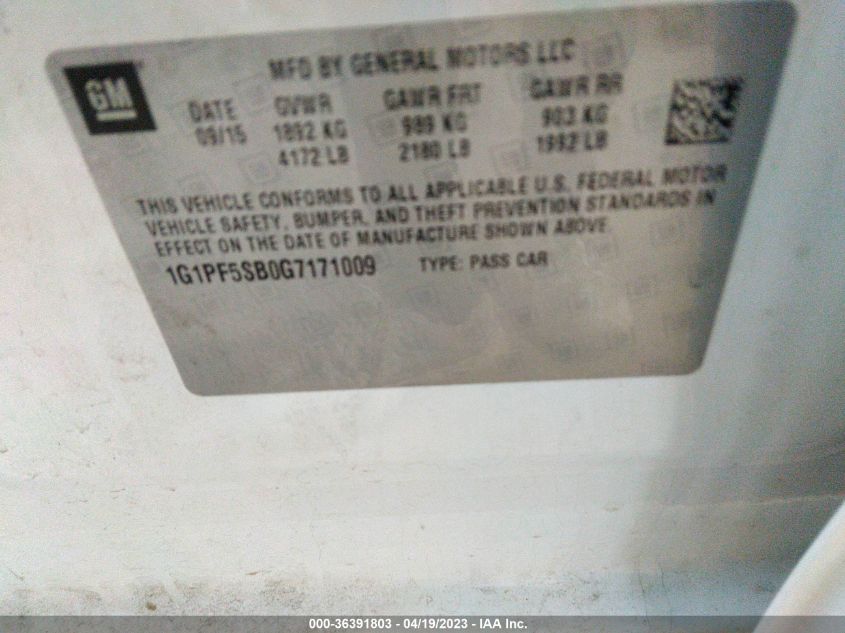 GM
MFD BY GENERAL MOTORS LLC
DATE GVWR GAWR FRT GAWR RR
09/15 1892 KG 989 KG 903 KG
4172 LB 2180 LB 1992 LB
THIS VEHICLE CONFORMS TO ALL APPLICABLE U.S. FEDERAL MOTOR
VEHICLE SAFETY, BUMPER, AND THEFT PREVENTION STANDARDS IN
EFFECT ON THE DATE OF MANUFACTURE SHOWN ABOVE.
1G1PF5SB0G7171009 TYPE: PASS CAR
000-36391803 - 04/19/2023 - IAA Inc.